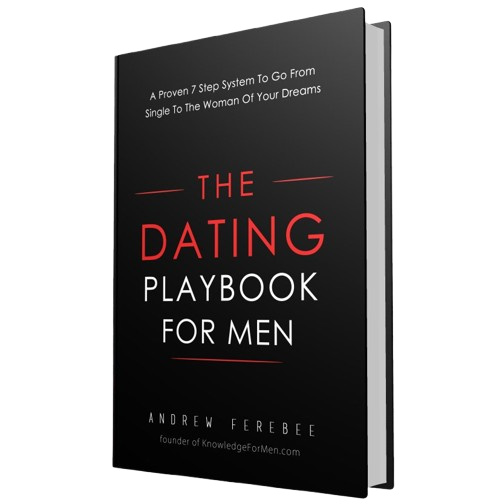 A Proven 7 Step System To Go From
Single To The Woman Of Your Dreams
THE
DATING
PLAYBOOK
FOR MEN
ANDREW FEREBEE
founder of KnowledgeForMen.com